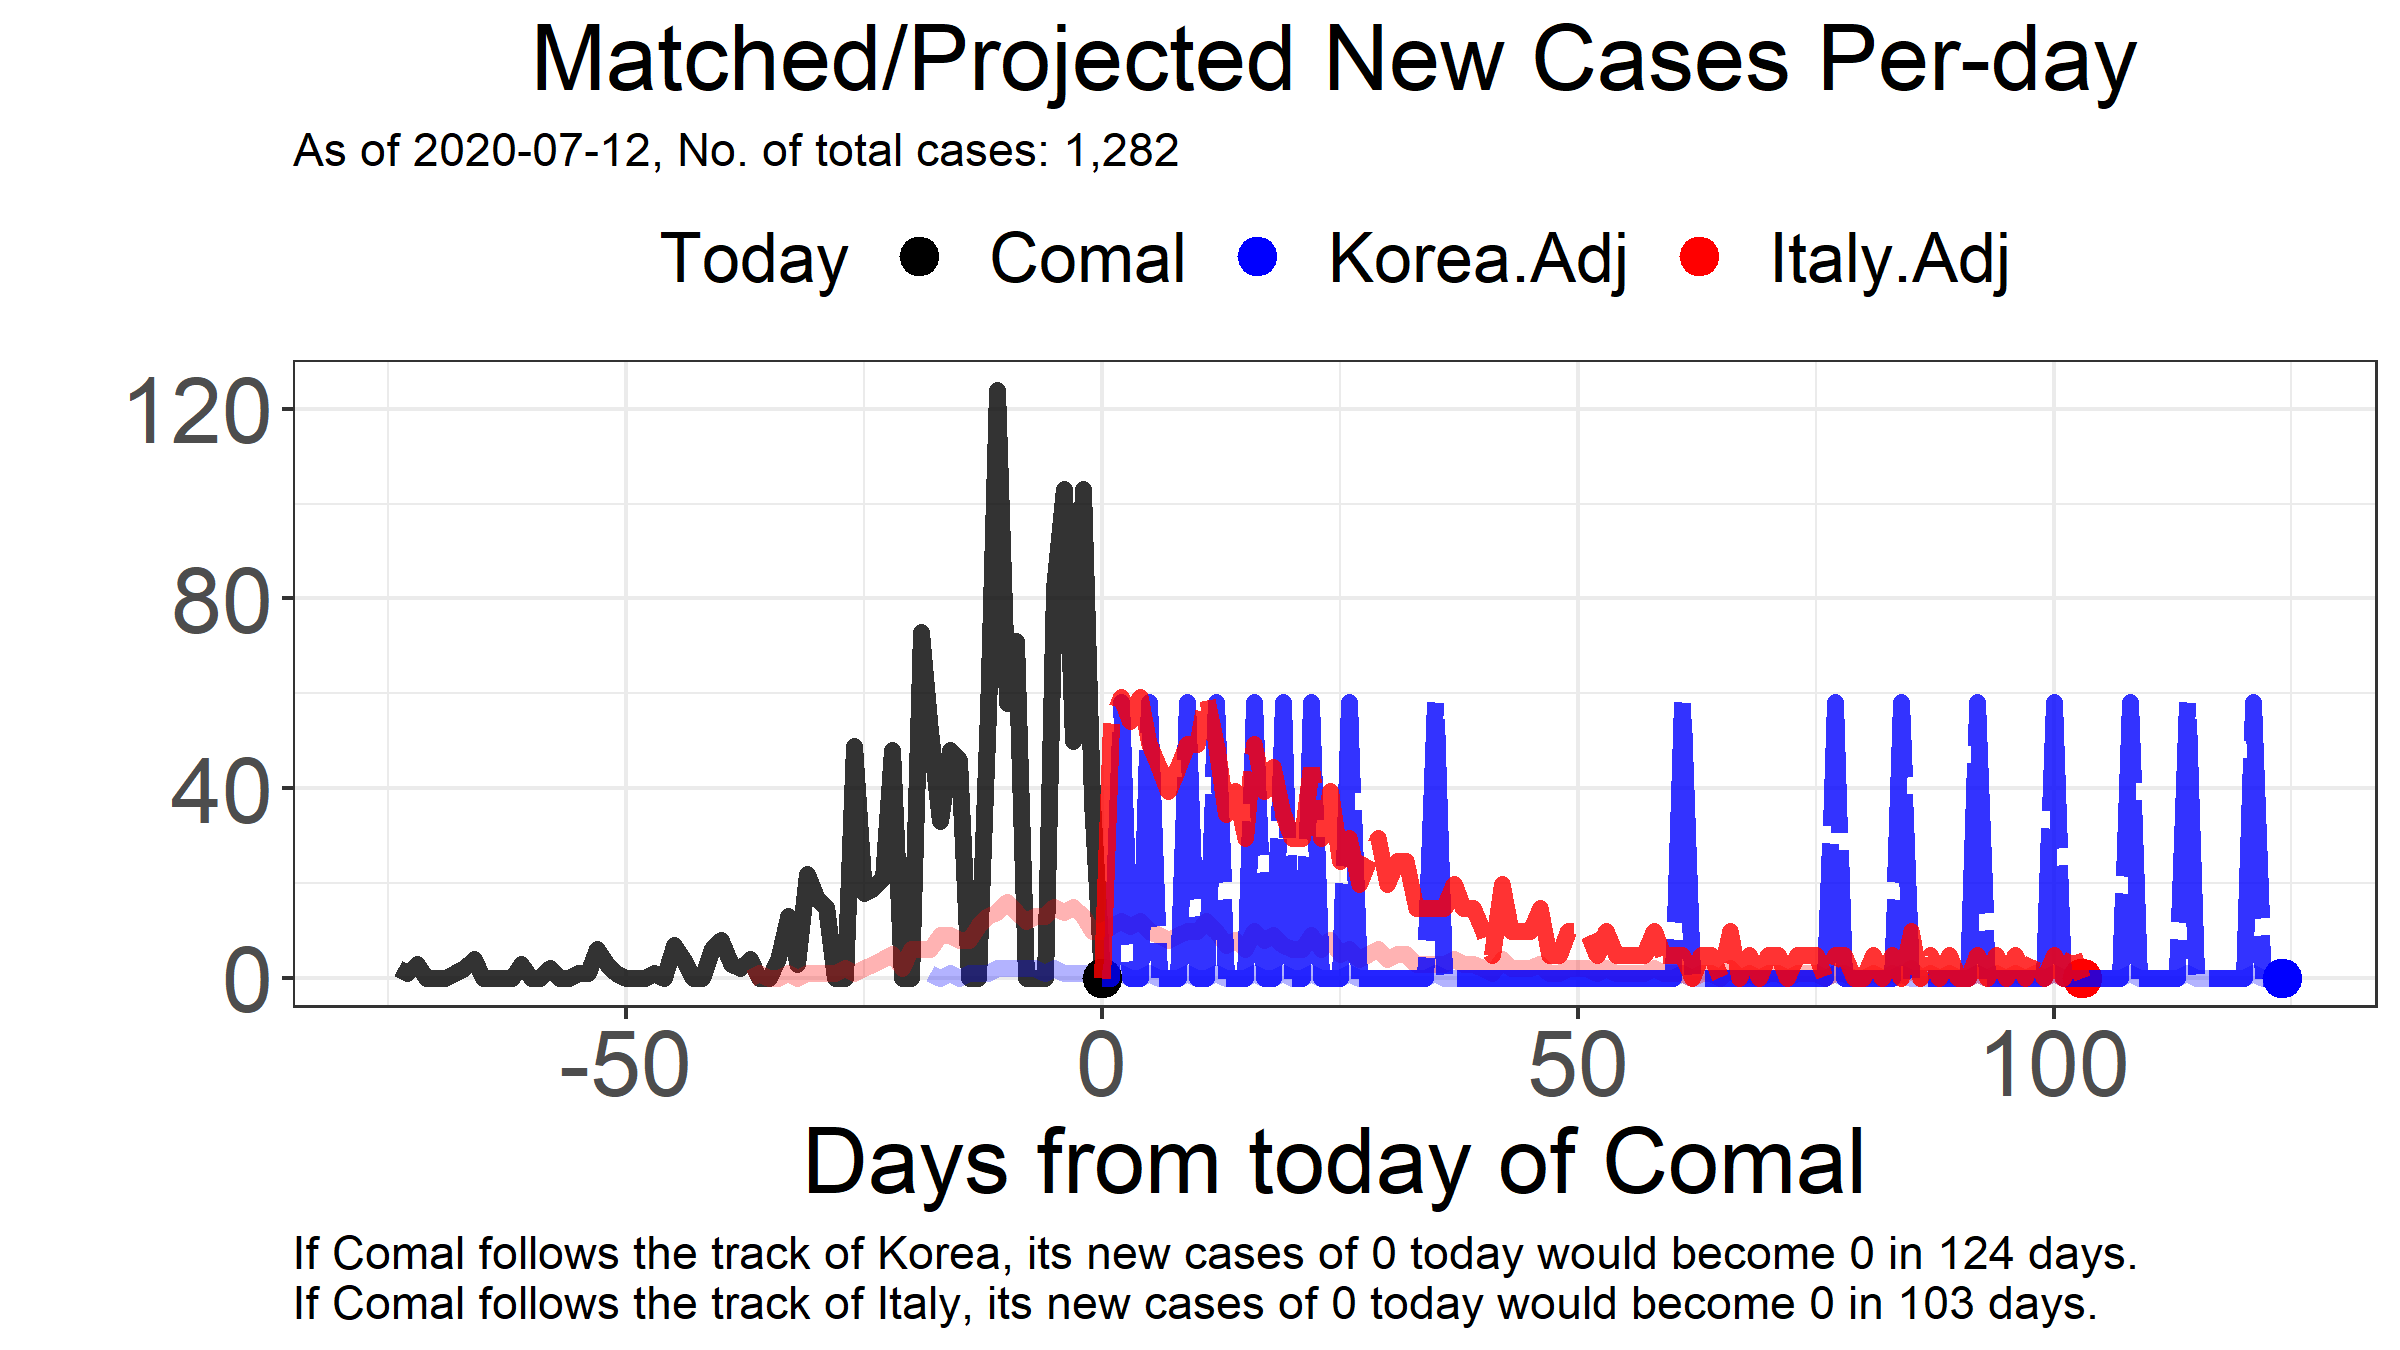 Matched/Projected New Cases Per-day
As of 2020-07-12, No. of total cases: 1,282
Today Comal Korea.Adj Italy.Adj
120
80
40
0
-50 0 50 100
Days from today of Comal
If Comal follows the track of Korea, its new cases of 0 today would become 0 in 124 days.
If Comal follows the track of Italy, its new cases of 0 today would become 0 in 103 days.